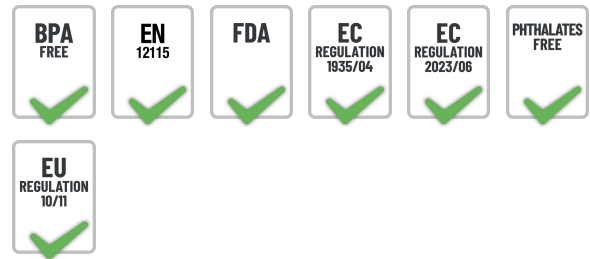 BPA
FREE
EN
12115
FDA
EC
REGULATION
1935/04
EC
REGULATION
2023/06
PHTHALATES
FREE
EU
REGULATION
10/11